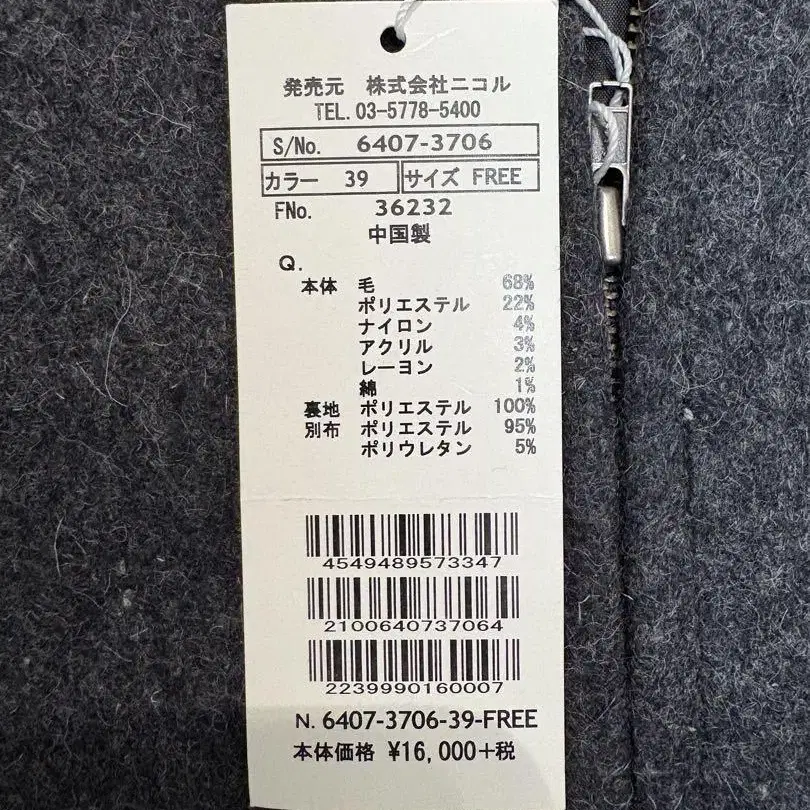 発売元 株式会社ニコル
TEL. 03-5778-5400
S/No. 6407-3706
カラー 39 サイズ FREE
FNo. 36232
中国製
Q.
本体 毛 68%
ポリエステル 22%
ナイロン 4%
アクリル 3%
レーヨン 2%
綿 1%
裏地 ポリエステル 100%
別布 ポリエステル 95%
ポリウレタン 5%
4549489573347
2100640737064
2239990160007
N. 6407-3706-39-FREE
本体価格 ¥16,000+税